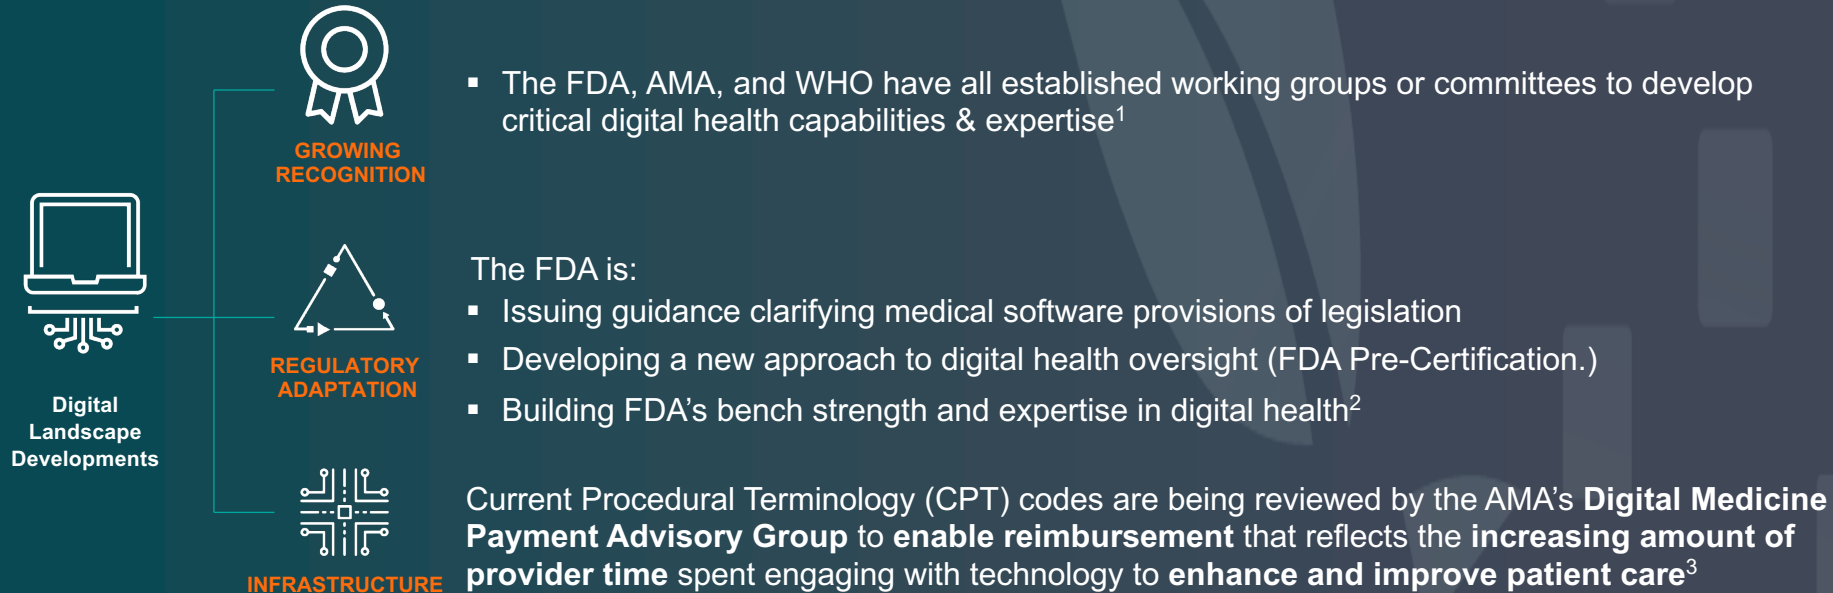 Digital
Landscape
Developments
GROWING
RECOGNITION
▪ The FDA, AMA, and WHO have all established working groups or committees to develop
critical digital health capabilities & expertise1
REGULATORY
ADAPTATION
The FDA is:
▪ Issuing guidance clarifying medical software provisions of legislation
▪ Developing a new approach to digital health oversight (FDA Pre-Certification.)
▪ Building FDA’s bench strength and expertise in digital health2
INFRASTRUCTURE
Current Procedural Terminology (CPT) codes are being reviewed by the AMA’s Digital Medicine
Payment Advisory Group to enable reimbursement that reflects the increasing amount of
provider time spent engaging with technology to enhance and improve patient care3